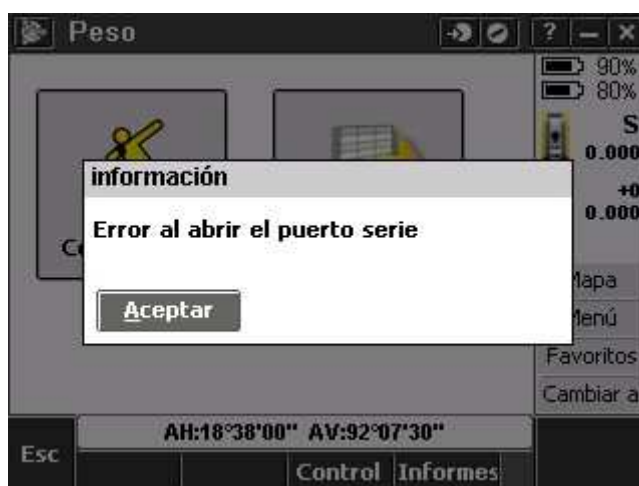 Peso
?
90%
80%
S
0.000
+0
0.000
información
Error al abrir el puerto serie
Aceptar
Mapa
Menú
Favoritos
Cambiar a
AH:18°38'00" AV:92°07'30"
Esc
Control Informes